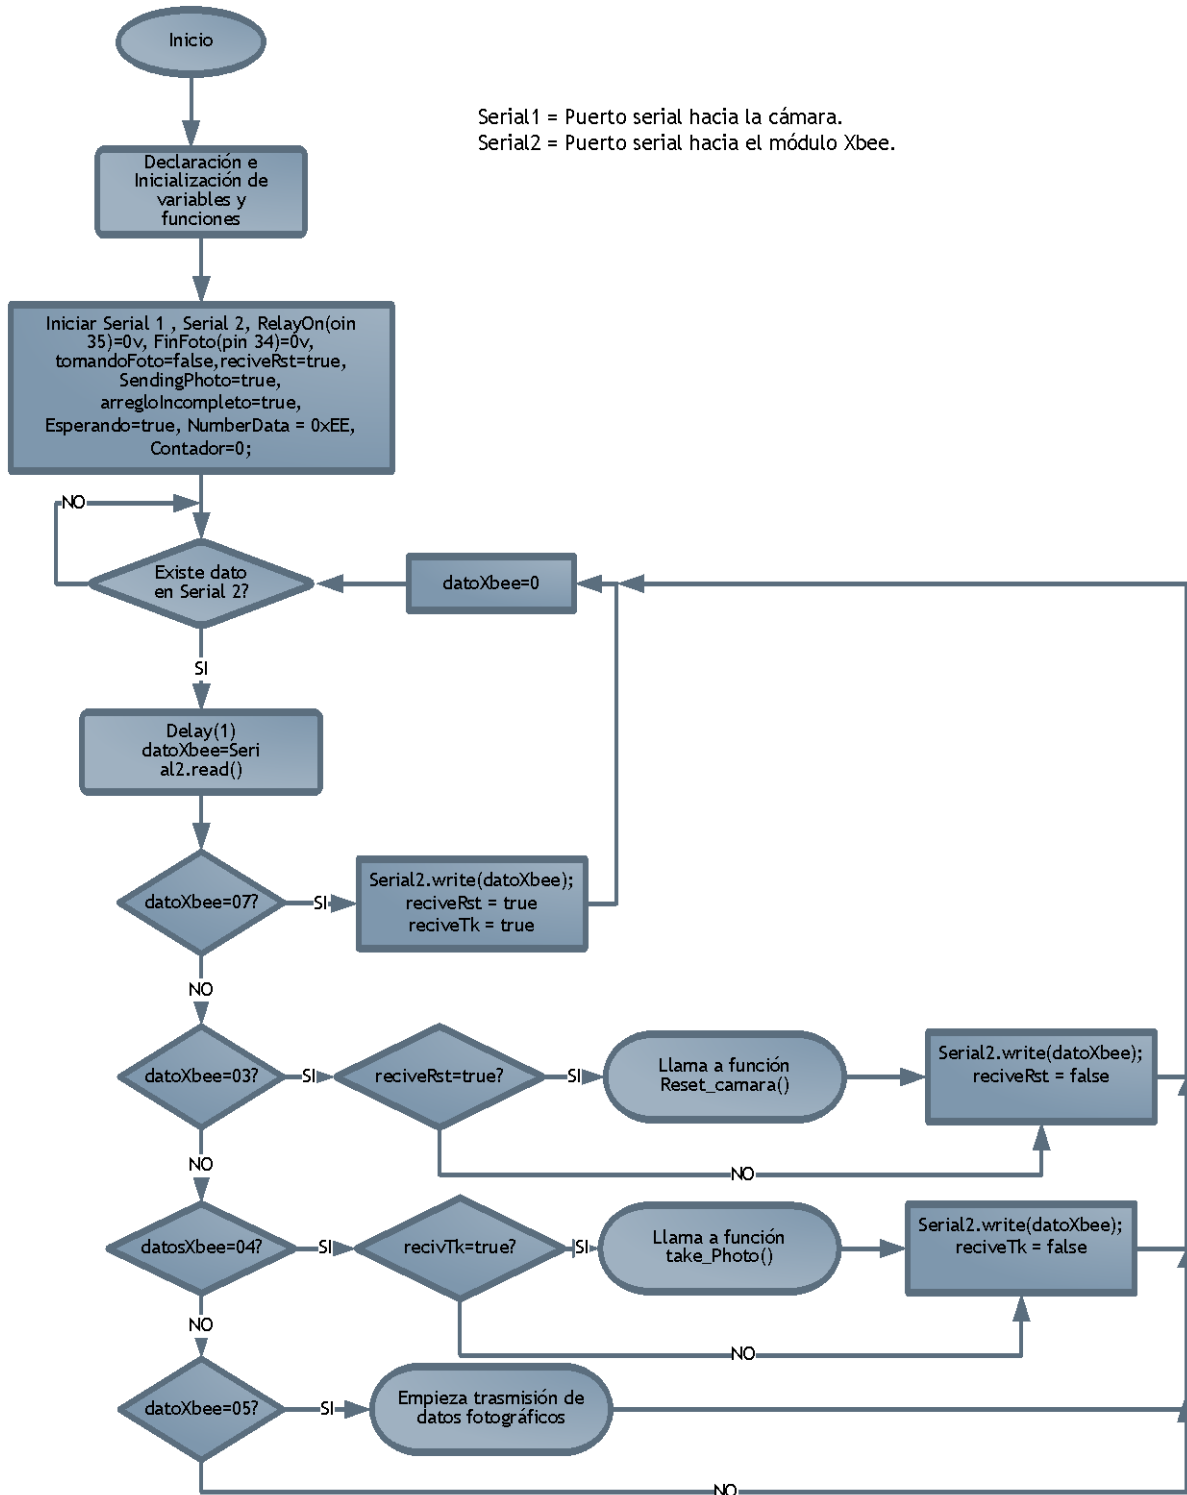 Inicio
Serial1 = Puerto serial hacia la cámara.
Serial2 = Puerto serial hacia el módulo Xbee.
Declaración e
Inicialización de
variables y
funciones
Iniciar Serial 1 , Serial 2, RelayOn(oin
35)=0v, FinFoto(pin 34)=0v,
tomandoFoto=false,reciveRst=true,
SendingPhoto=true,
arregloIncompleto=true,
Esperando=true, NumberData = 0xEE,
Contador=0;
NO
Existe dato
en Serial 2?
datoXbee=0
SI
Delay(1)
datoXbee=Seri
al2.read()
datoXbee=07?
SI
Serial2.write(datoXbee);
reciveRst = true
reciveTk = true
NO
datoXbee=03?
SI
reciveRst=true?
SI
Llama a función
Reset_camara()
Serial2.write(datoXbee);
reciveRst = false
NO
NO
datosXbee=04?
SI
recivTk=true?
SI
Llama a función
take_Photo()
Serial2.write(datoXbee);
reciveTk = false
NO
NO
datoXbee=05?
SI
Empieza trasmisión de
datos fotográficos
NO